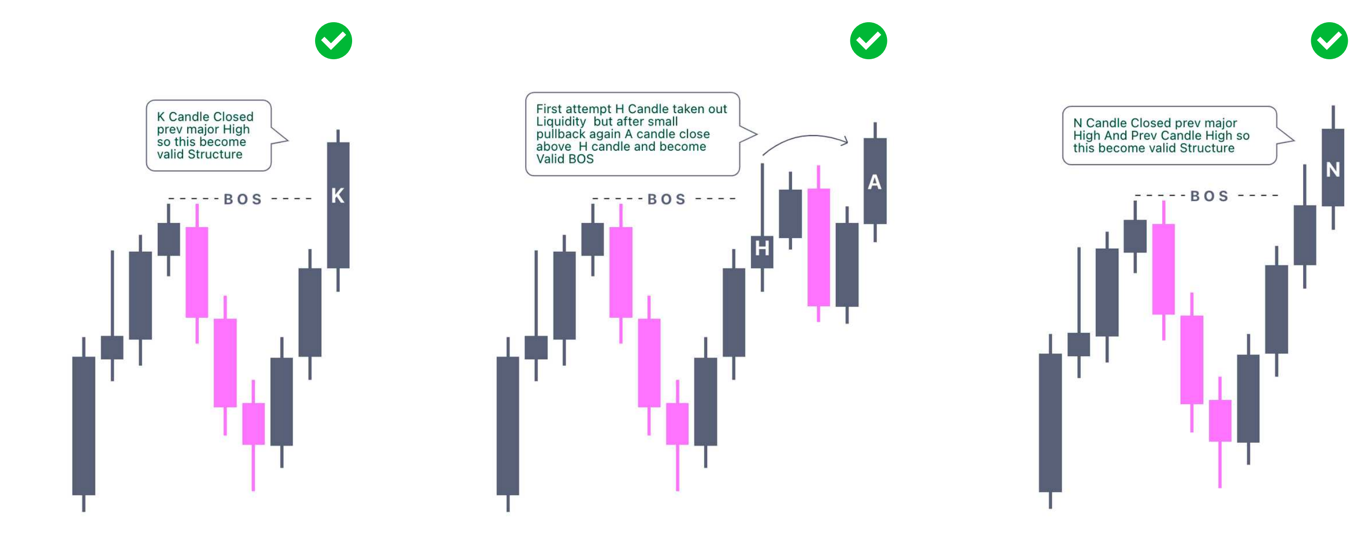 K Candle Closed
prev major High
so this become
valid Structure
BOS
K
First attempt H Candle taken out
Liquidity but after small
pullback again A candle close
above H candle and become
Valid BOS
BOS
H
A
N Candle Closed prev major
High And Prev Candle High so
this become valid Structure
BOS
N